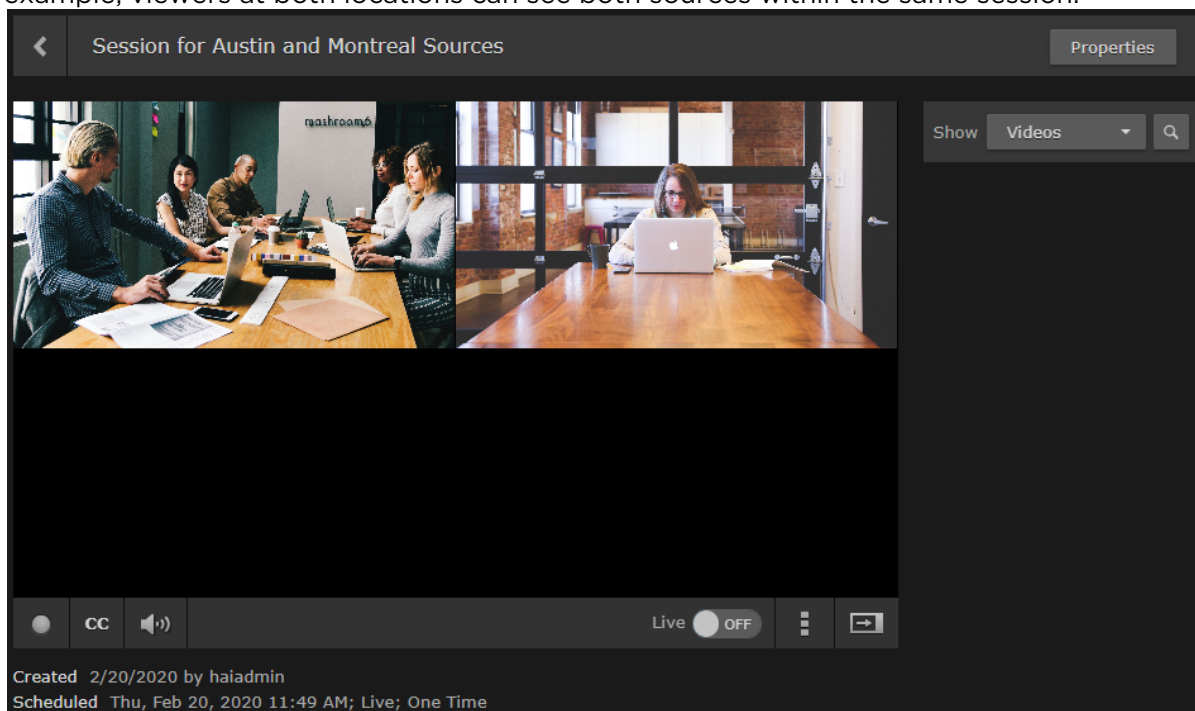 example, viewers at both locations can see both sources within the same session.
Session for Austin and Montreal Sources
Properties
mashroom6
Show Videos
CC
Live OFF
Created 2/20/2020 by haiadmin
Scheduled Thu, Feb 20, 2020 11:49 AM; Live; One Time